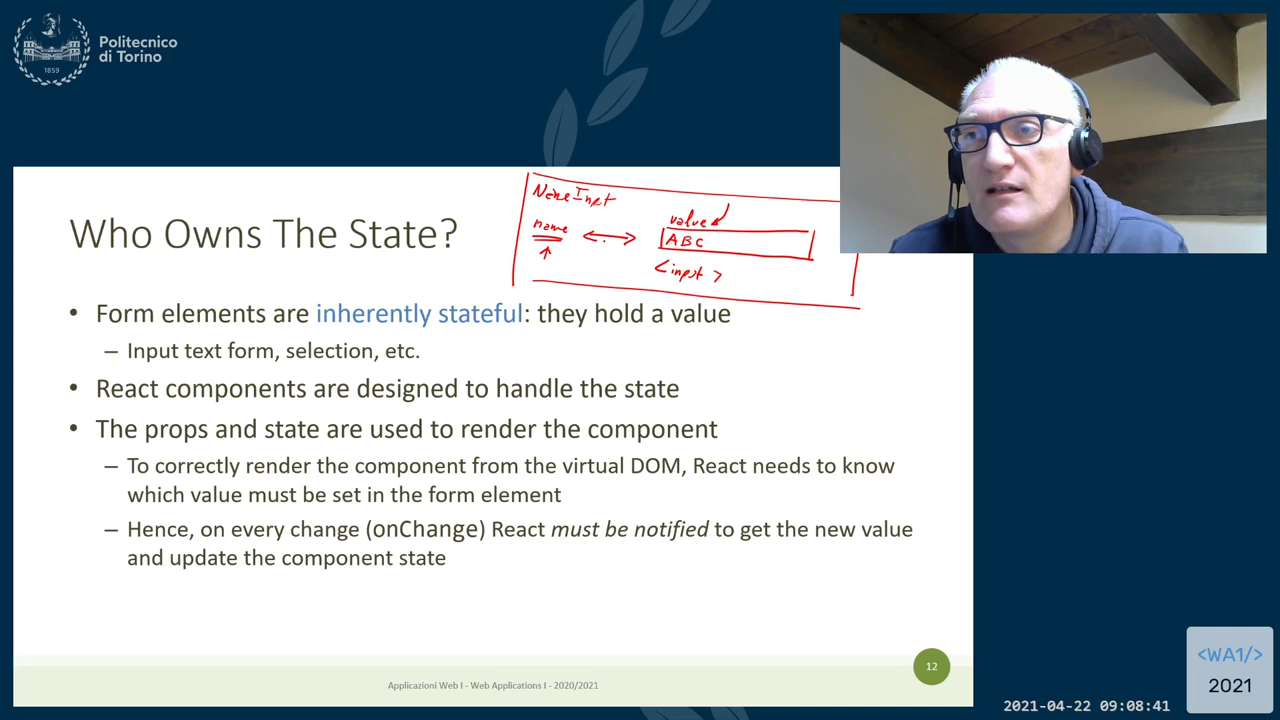 Politecnico
di Torino
1859
Who Owns The State?
NameInput
name
value
ABC
<input>
• Form elements are inherently stateful: they hold a value
– Input text form, selection, etc.
• React components are designed to handle the state
• The props and state are used to render the component
– To correctly render the component from the virtual DOM, React needs to know
which value must be set in the form element
– Hence, on every change (onChange) React must be notified to get the new value
and update the component state
Applicazioni Web I - Web Applications I - 2020/2021
12
<WA1/>
2021
2021-04-22 09:08:41